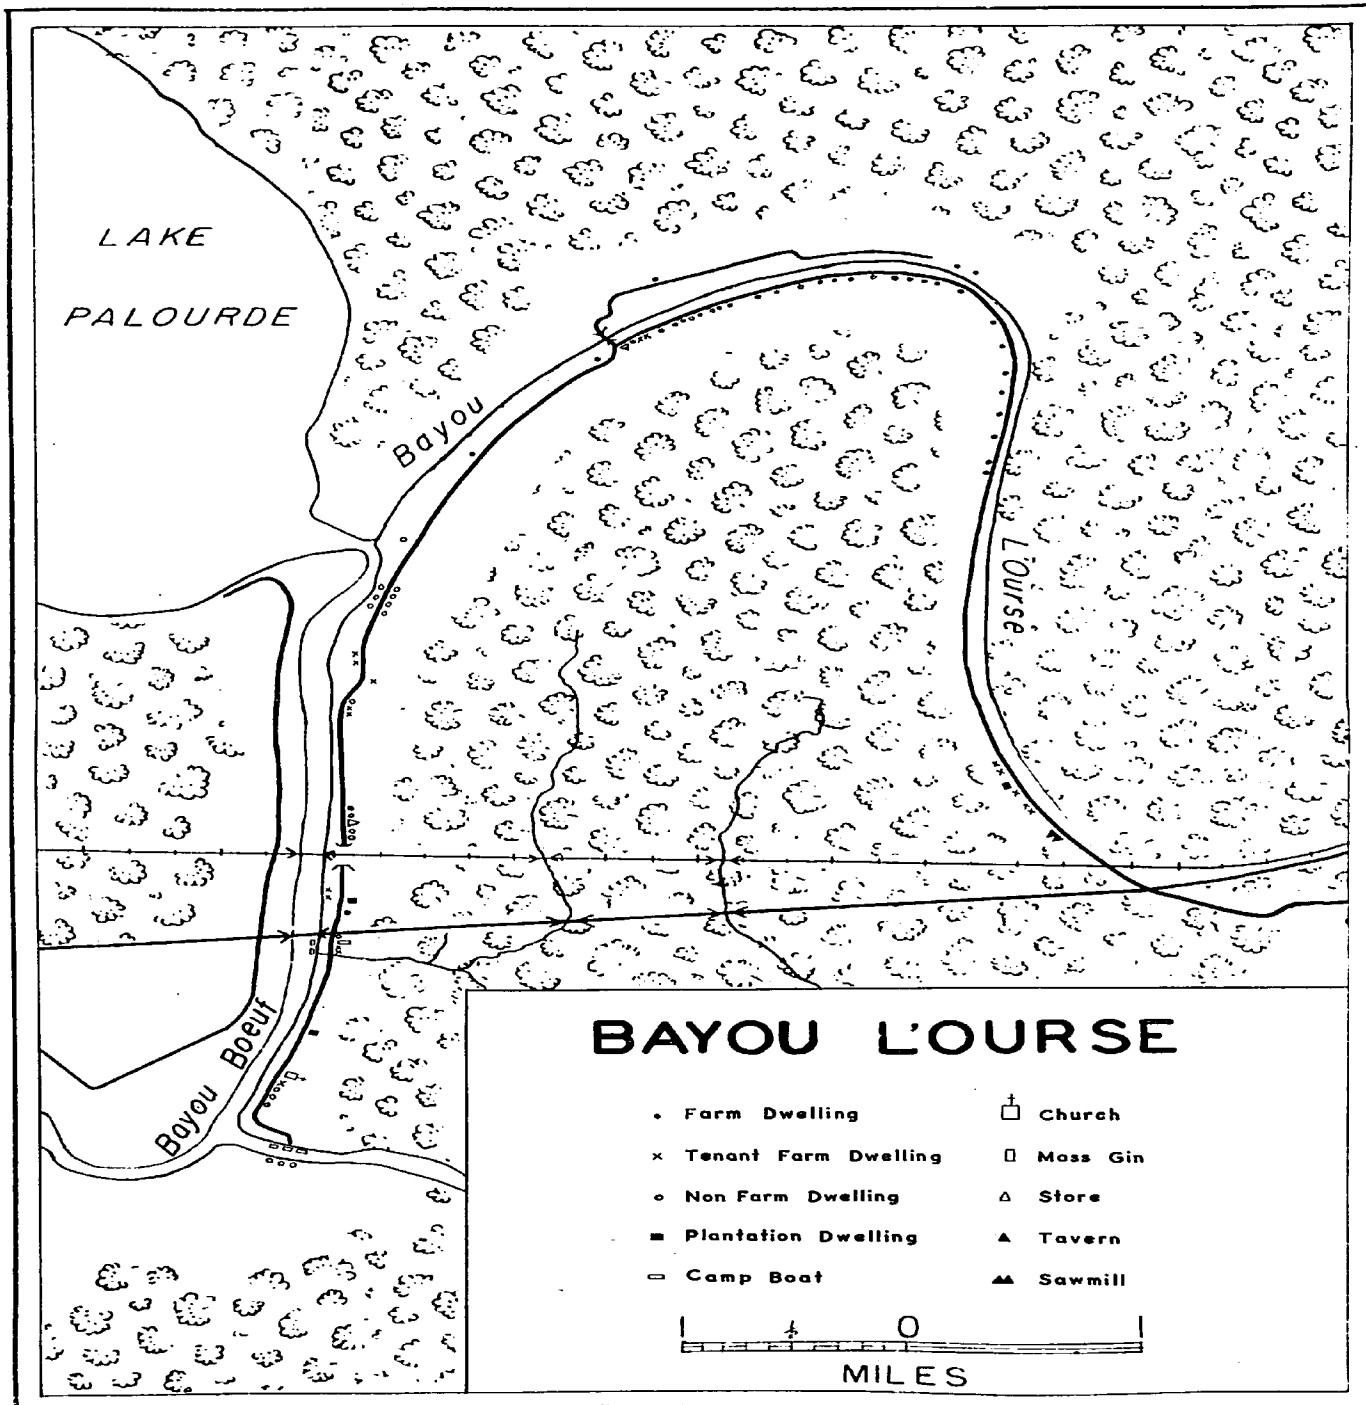 LAKE
PALOURDE
Bayou
L'Ourse
Bayou Boeuf
BAYOU L'OURSE
Farm Dwelling
Tenant Farm Dwelling
Non Farm Dwelling
Plantation Dwelling
Camp Boat
Church
Moss Gin
Store
Tavern
Sawmill
1 0 1
MILES